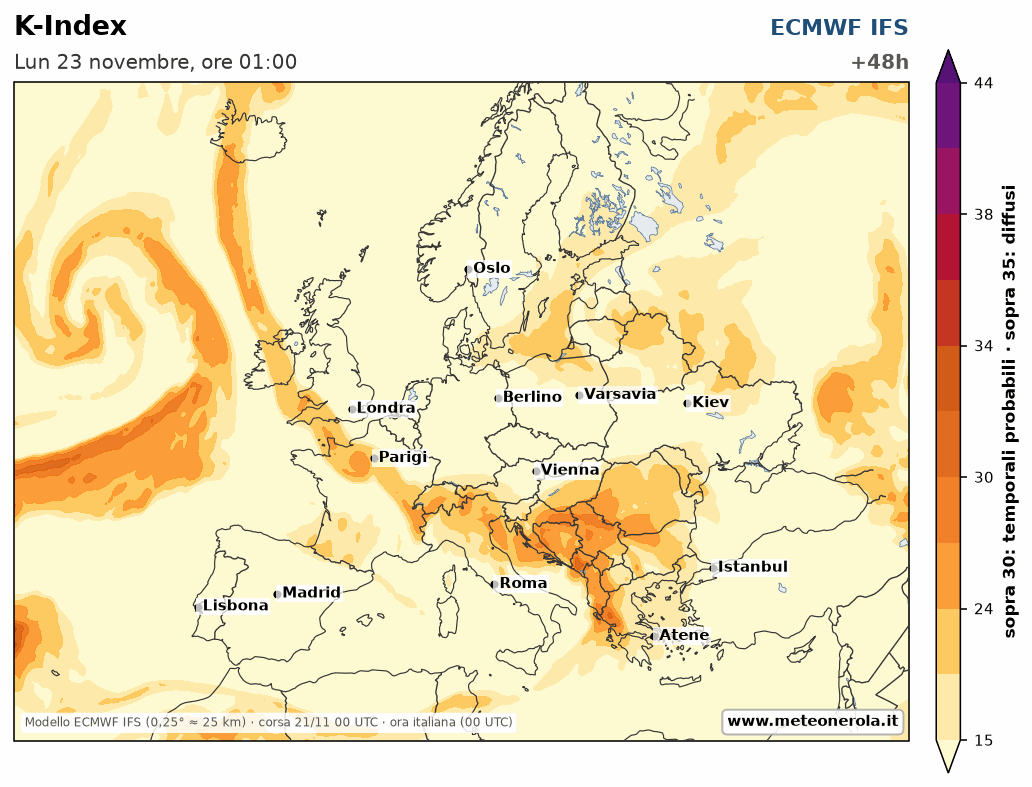 K-Index
ECMWF IFS
Lun 23 novembre, ore 01:00
+48h
Oslo
Berlino
Varsavia
Kiev
Londra
Parigi
Vienna
Istanbul
Roma
Madrid
Lisbona
Atene
Modello ECMWF IFS (0,25° ≈ 25 km) · corsa 21/11 00 UTC · ora italiana (00 UTC)
www.meteonerola.it
44
38
34
30
24
15
sopra 30: temporali probabili · sopra 35: diffusi